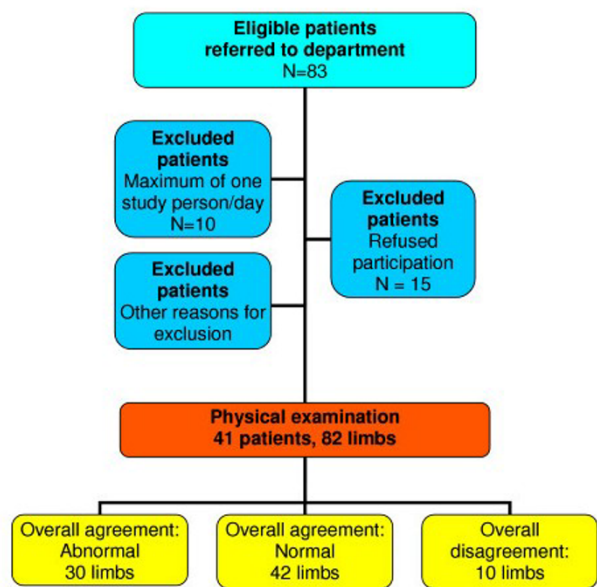 Eligible patients
referred to department
N=83
Excluded
patients
Maximum of one
study person/day
N=10
Excluded
patients
Refused
participation
N = 15
Excluded
patients
Other reasons for
exclusion
Physical examination
41 patients, 82 limbs
Overall agreement:
Abnormal
30 limbs
Overall agreement:
Normal
42 limbs
Overall
disagreement:
10 limbs